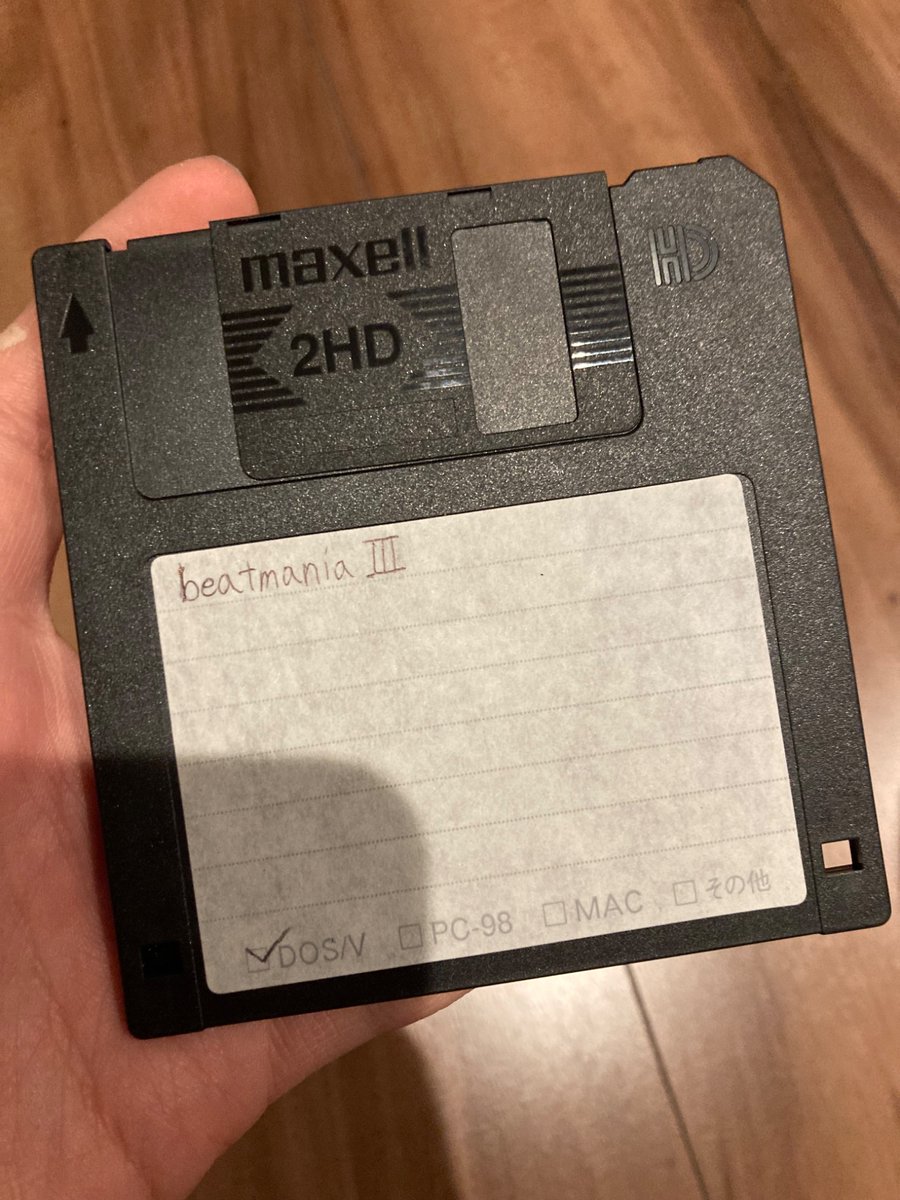 maxell
2HD
HD
beatmania III
DOS/V PC-98 MAC その他